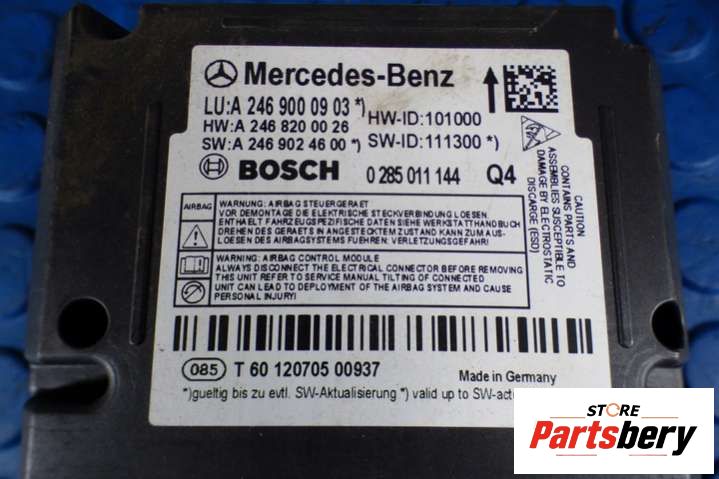 Mercedes-Benz
LU:A 246 900 09 03 *)
HW-ID:101000
HW:A 246 820 00 26
SW:A 246 902 46 00 *)
SW-ID:111300 *)
BOSCH 0 285 011 144 Q4
CAUTION
CONTAINS PARTS AND
ASSEMBLIES SUSCEPTIBLE TO
DAMAGE BY ELECTROSTATIC
DISCARGE (ESD)
AIRBAG
WARNUNG: AIRBAG STEUERGERAET
VOR DEMONTAGE DIE ELEKTRISCHE STECKVERBINDUNG LOESEN
ENTHAELT FAHRZEUGSPEZIFISCHE DATEN SIEHE WERKSTATTHANDBUCH
DREHEN DES GERAETS IN ANGESTECKTEM ZUSTAND KANN ZUM AUS-
LOESEN DES AIRBAGSYSTEMS FUEHREN: VERLETZUNGSGEFAHR!
WARNING: AIRBAG CONTROL MODULE
ALWAYS DISCONNECT THE ELECTRICAL CONNECTOR BEFORE REMOVING
THIS UNIT REFER TO SERVICE MANUAL TILTING OF CONNECTED
UNIT CAN LEAD TO DEPLOYMENT OF THE AIRBAG SYSTEM AND CAUSE
PERSONAL INJURY!
085 T 60 120705 00937
Made in Germany
*)gueltig bis zu evtl. SW-Aktualisierung *) valid up to SW-act
STORE
Partsbery